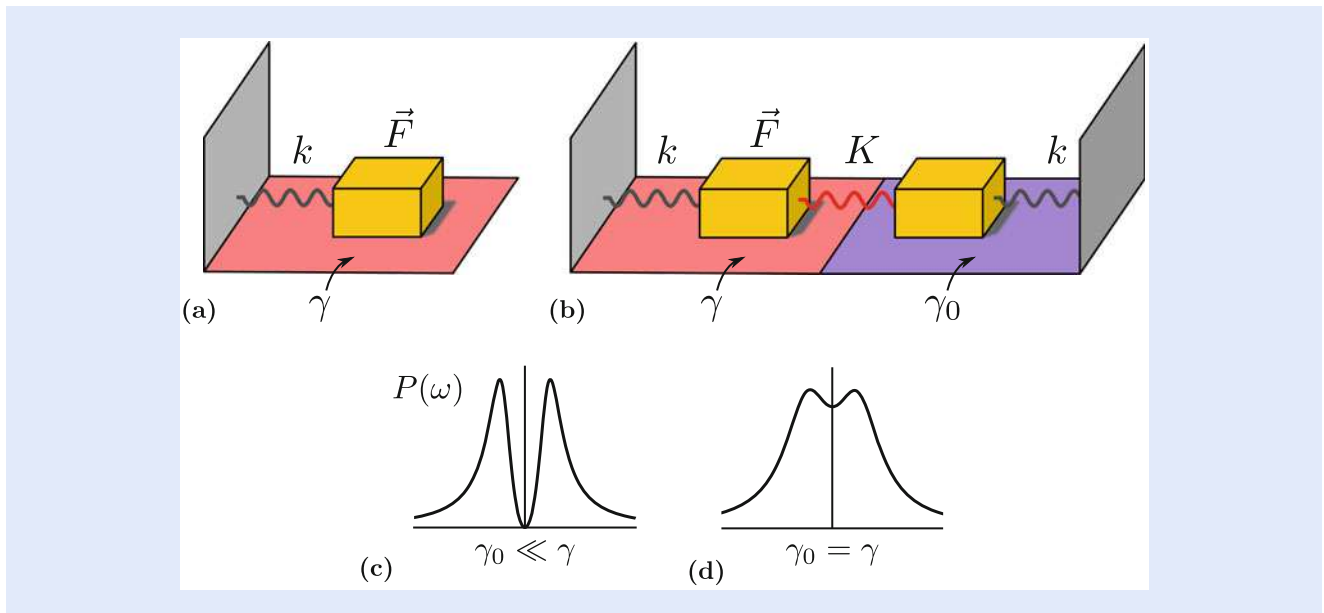 k F⃗ k F⃗ K k
γ γ γ₀
(a) (b)
P(ω)
γ₀ ≪ γ γ₀ = γ
(c) (d)